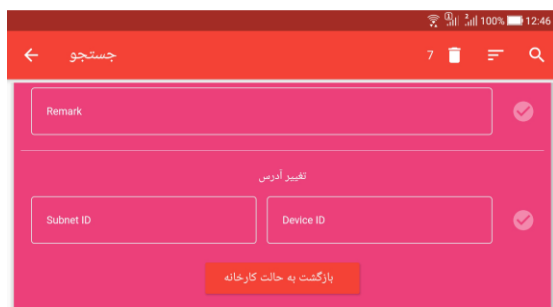 100% 12:46
جستجو 7
Remark
تغییر آدرس
Subnet ID Device ID
بازگشت به حالت کارخانه